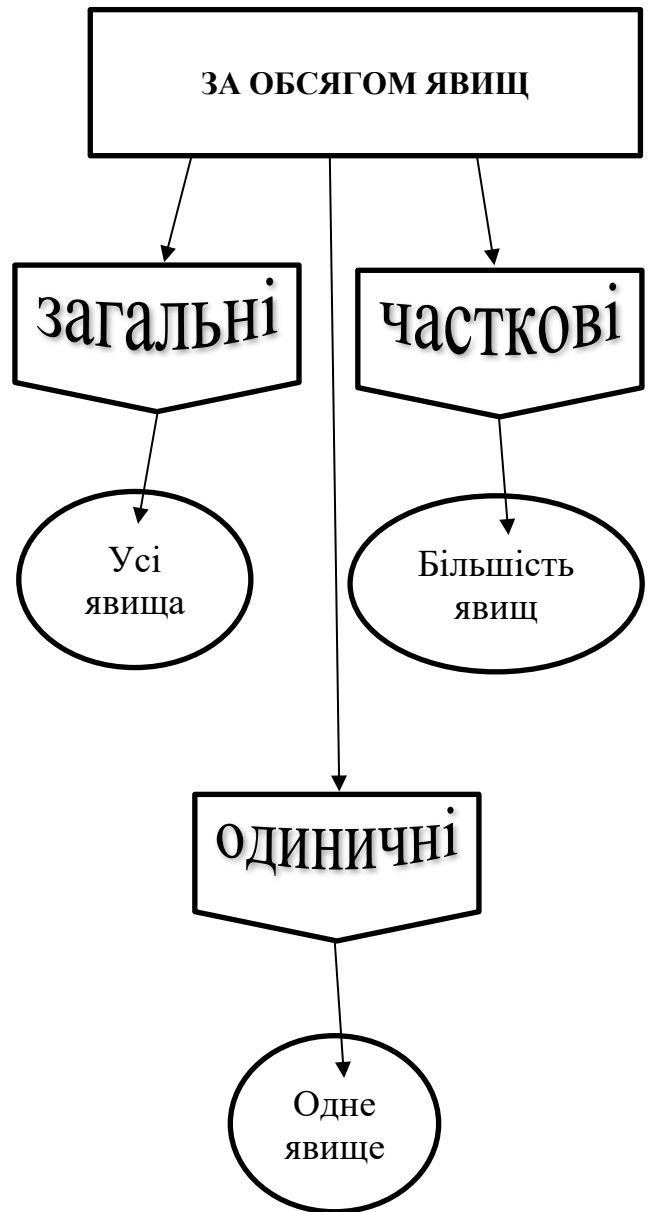 ЗА ОБСЯГОМ ЯВИЩ
загальні
часткові
Усі
явища
Більшість
явищ
одиничні
Одне
явище